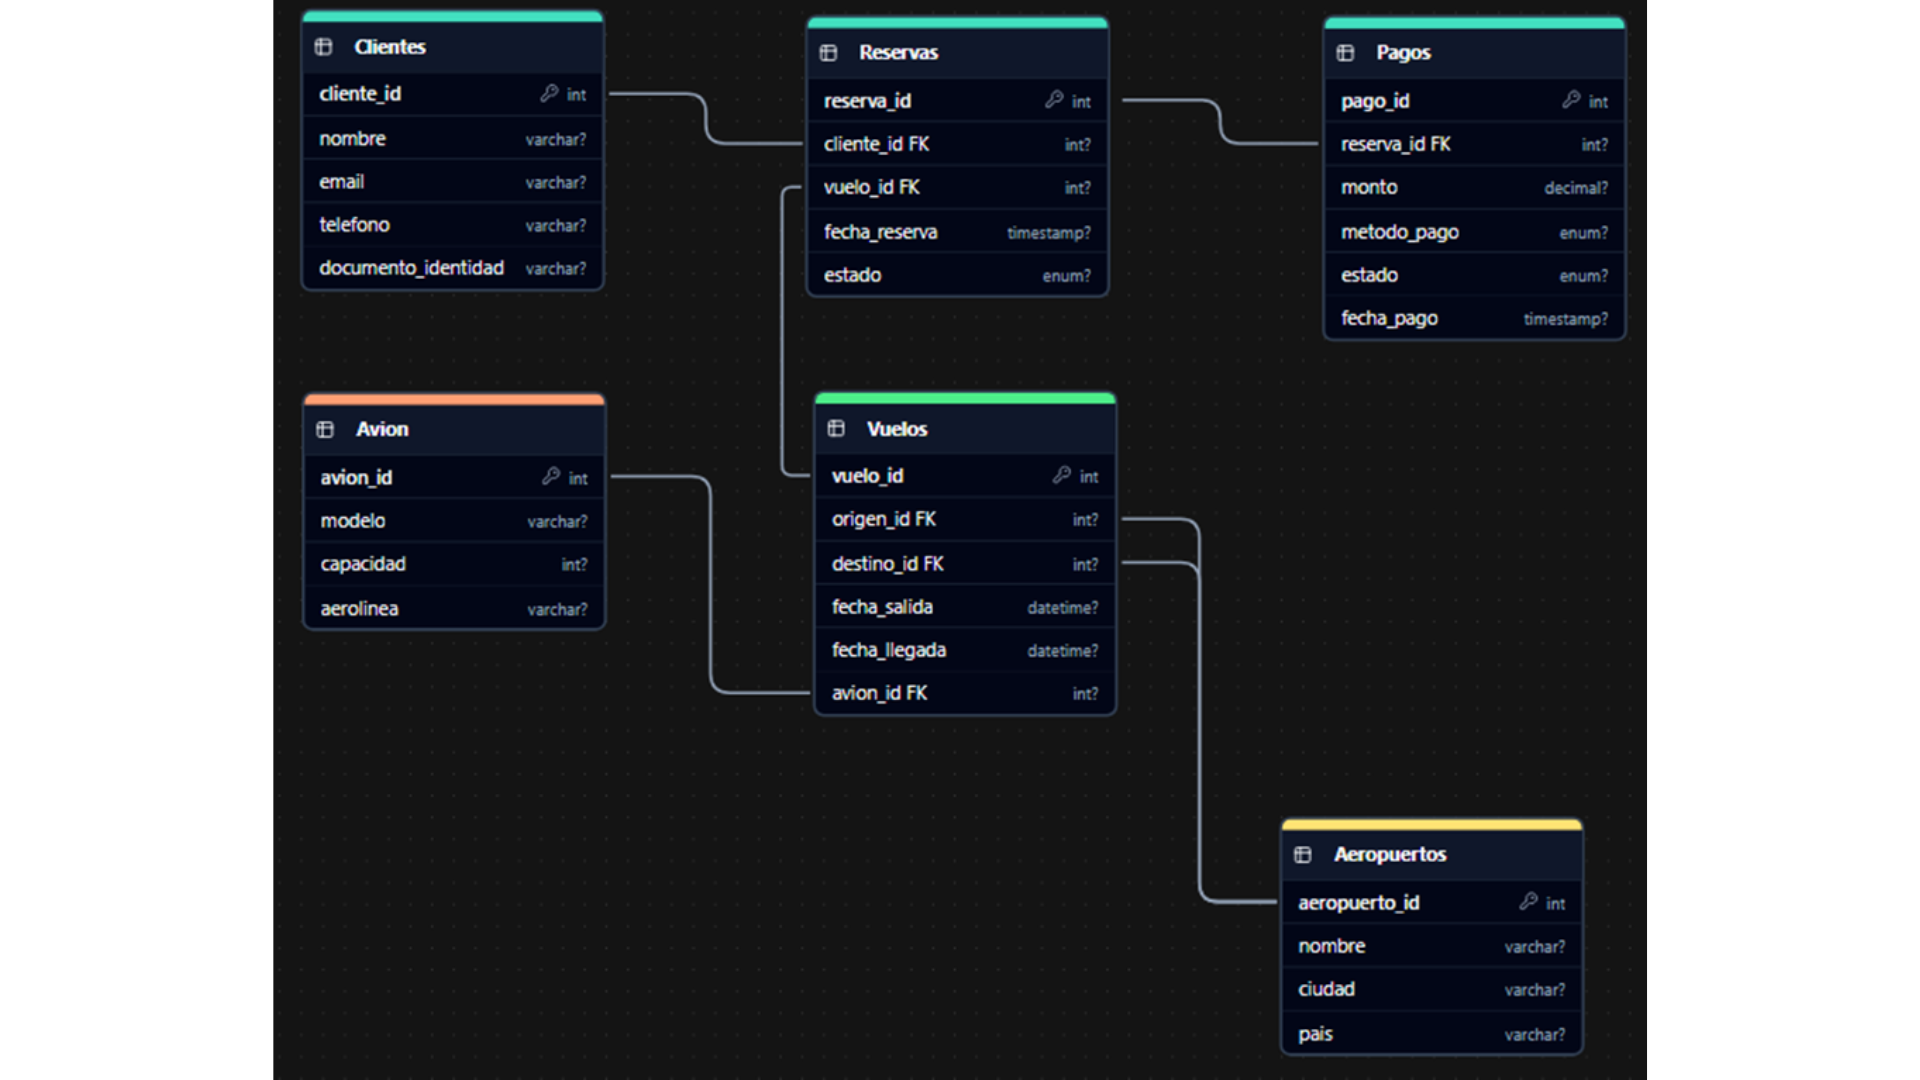 Clientes
cliente_id int
nombre varchar?
email varchar?
telefono varchar?
documento_identidad varchar?
Reservas
reserva_id int
cliente_id FK int?
vuelo_id FK int?
fecha_reserva timestamp?
estado enum?
Pagos
pago_id int
reserva_id FK int?
monto decimal?
metodo_pago enum?
estado enum?
fecha_pago timestamp?
Avion
avion_id int
modelo varchar?
capacidad int?
aerolinea varchar?
Vuelos
vuelo_id int
origen_id FK int?
destino_id FK int?
fecha_salida datetime?
fecha_llegada datetime?
avion_id FK int?
Aeropuertos
aeropuerto_id int
nombre varchar?
ciudad varchar?
pais varchar?